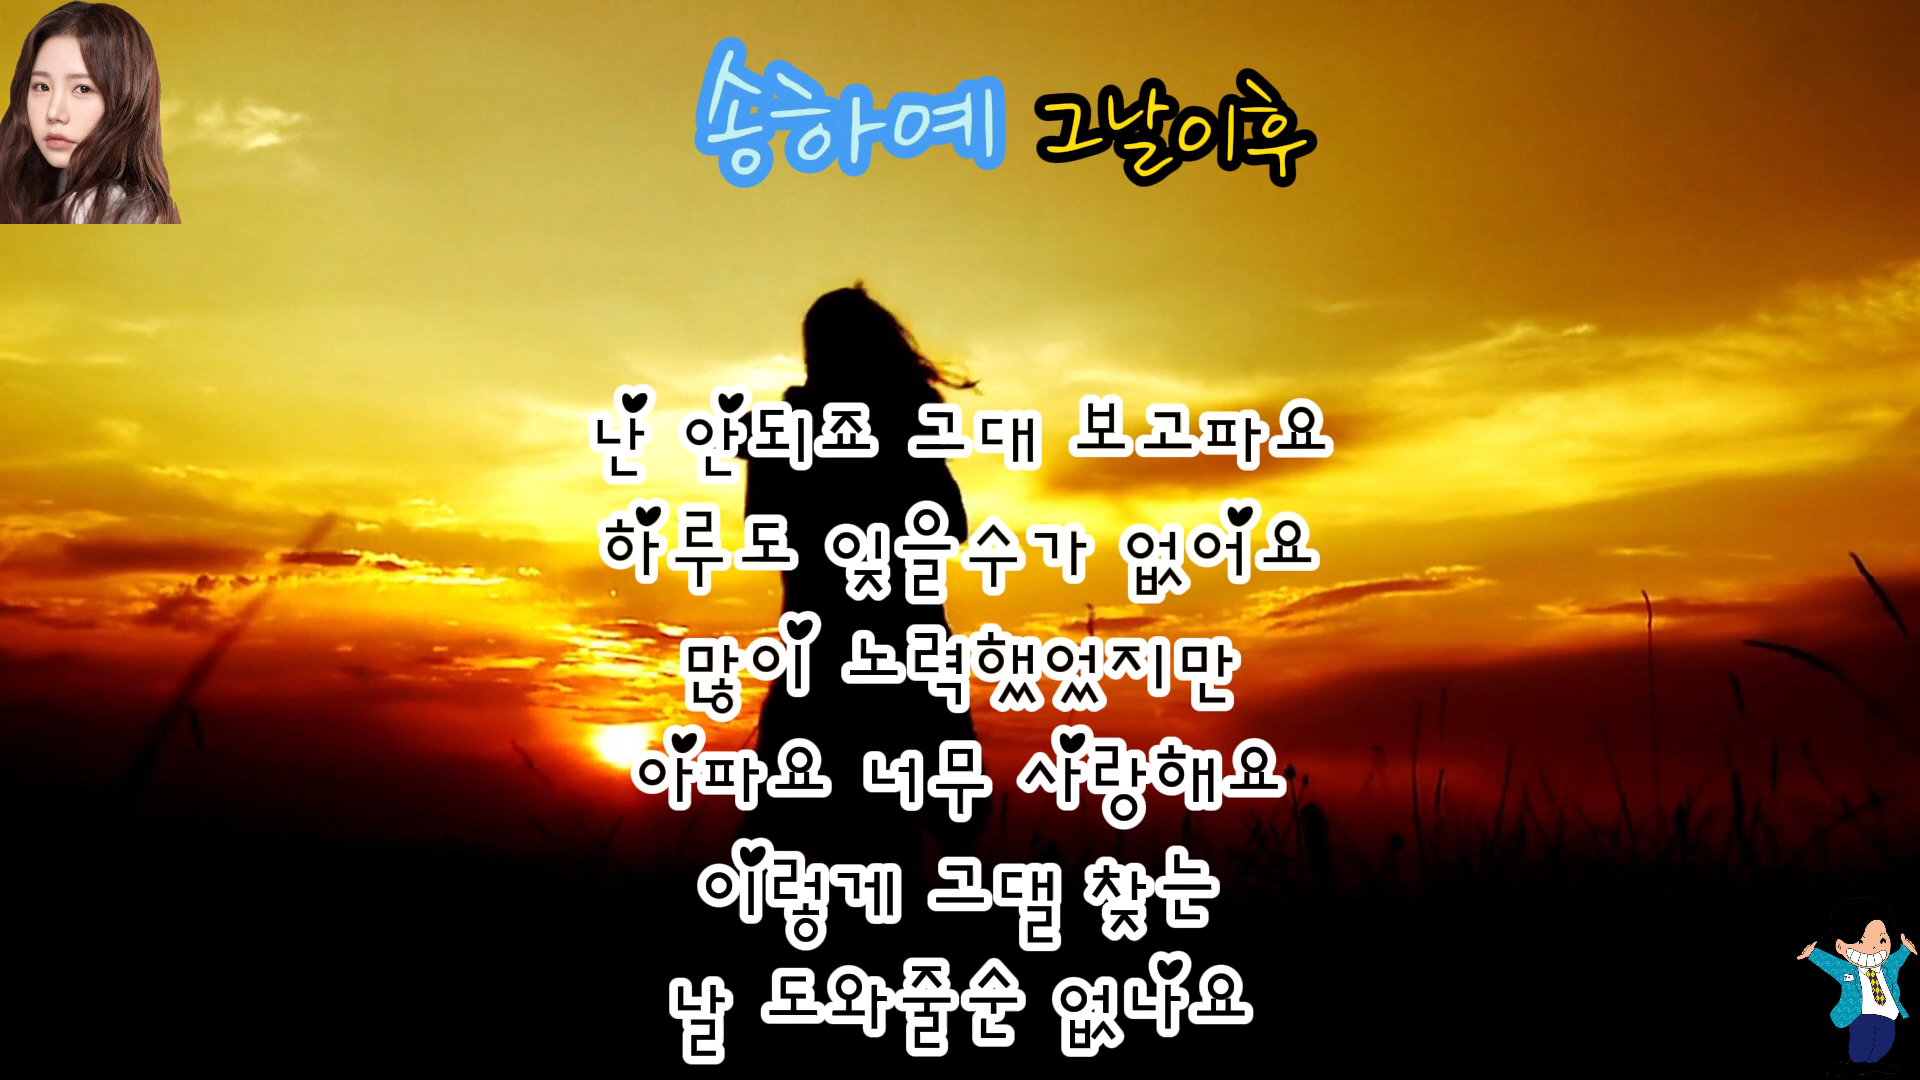 송하예 그날이후
난 안되죠 그대 보고파요
하루도 잊을수가 없어요
많이 노력했었지만
아파요 너무 사랑해요
이렇게 그댈 찾는
날 도와줄순 없나요